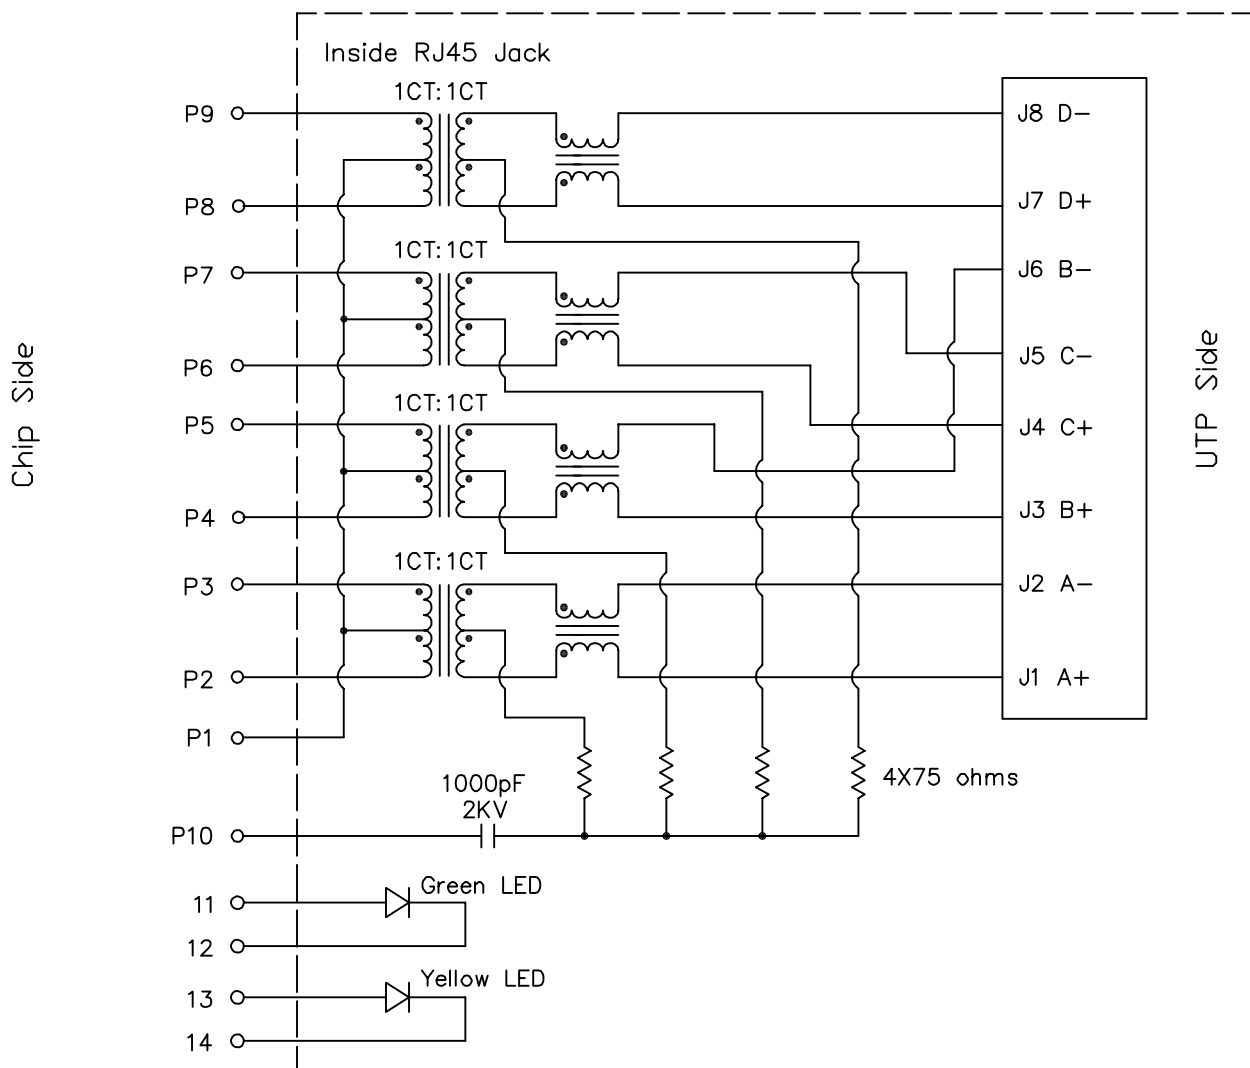 Inside RJ45 Jack
1CT:1CT
P9
J8 D-
P8
J7 D+
1CT:1CT
P7
J6 B-
P6
J5 C-
1CT:1CT
P5
J4 C+
P4
J3 B+
1CT:1CT
P3
J2 A-
P2
J1 A+
P1
Chip Side
UTP Side
1000pF
2KV
4X75 ohms
P10
Green LED
11
12
Yellow LED
13
14